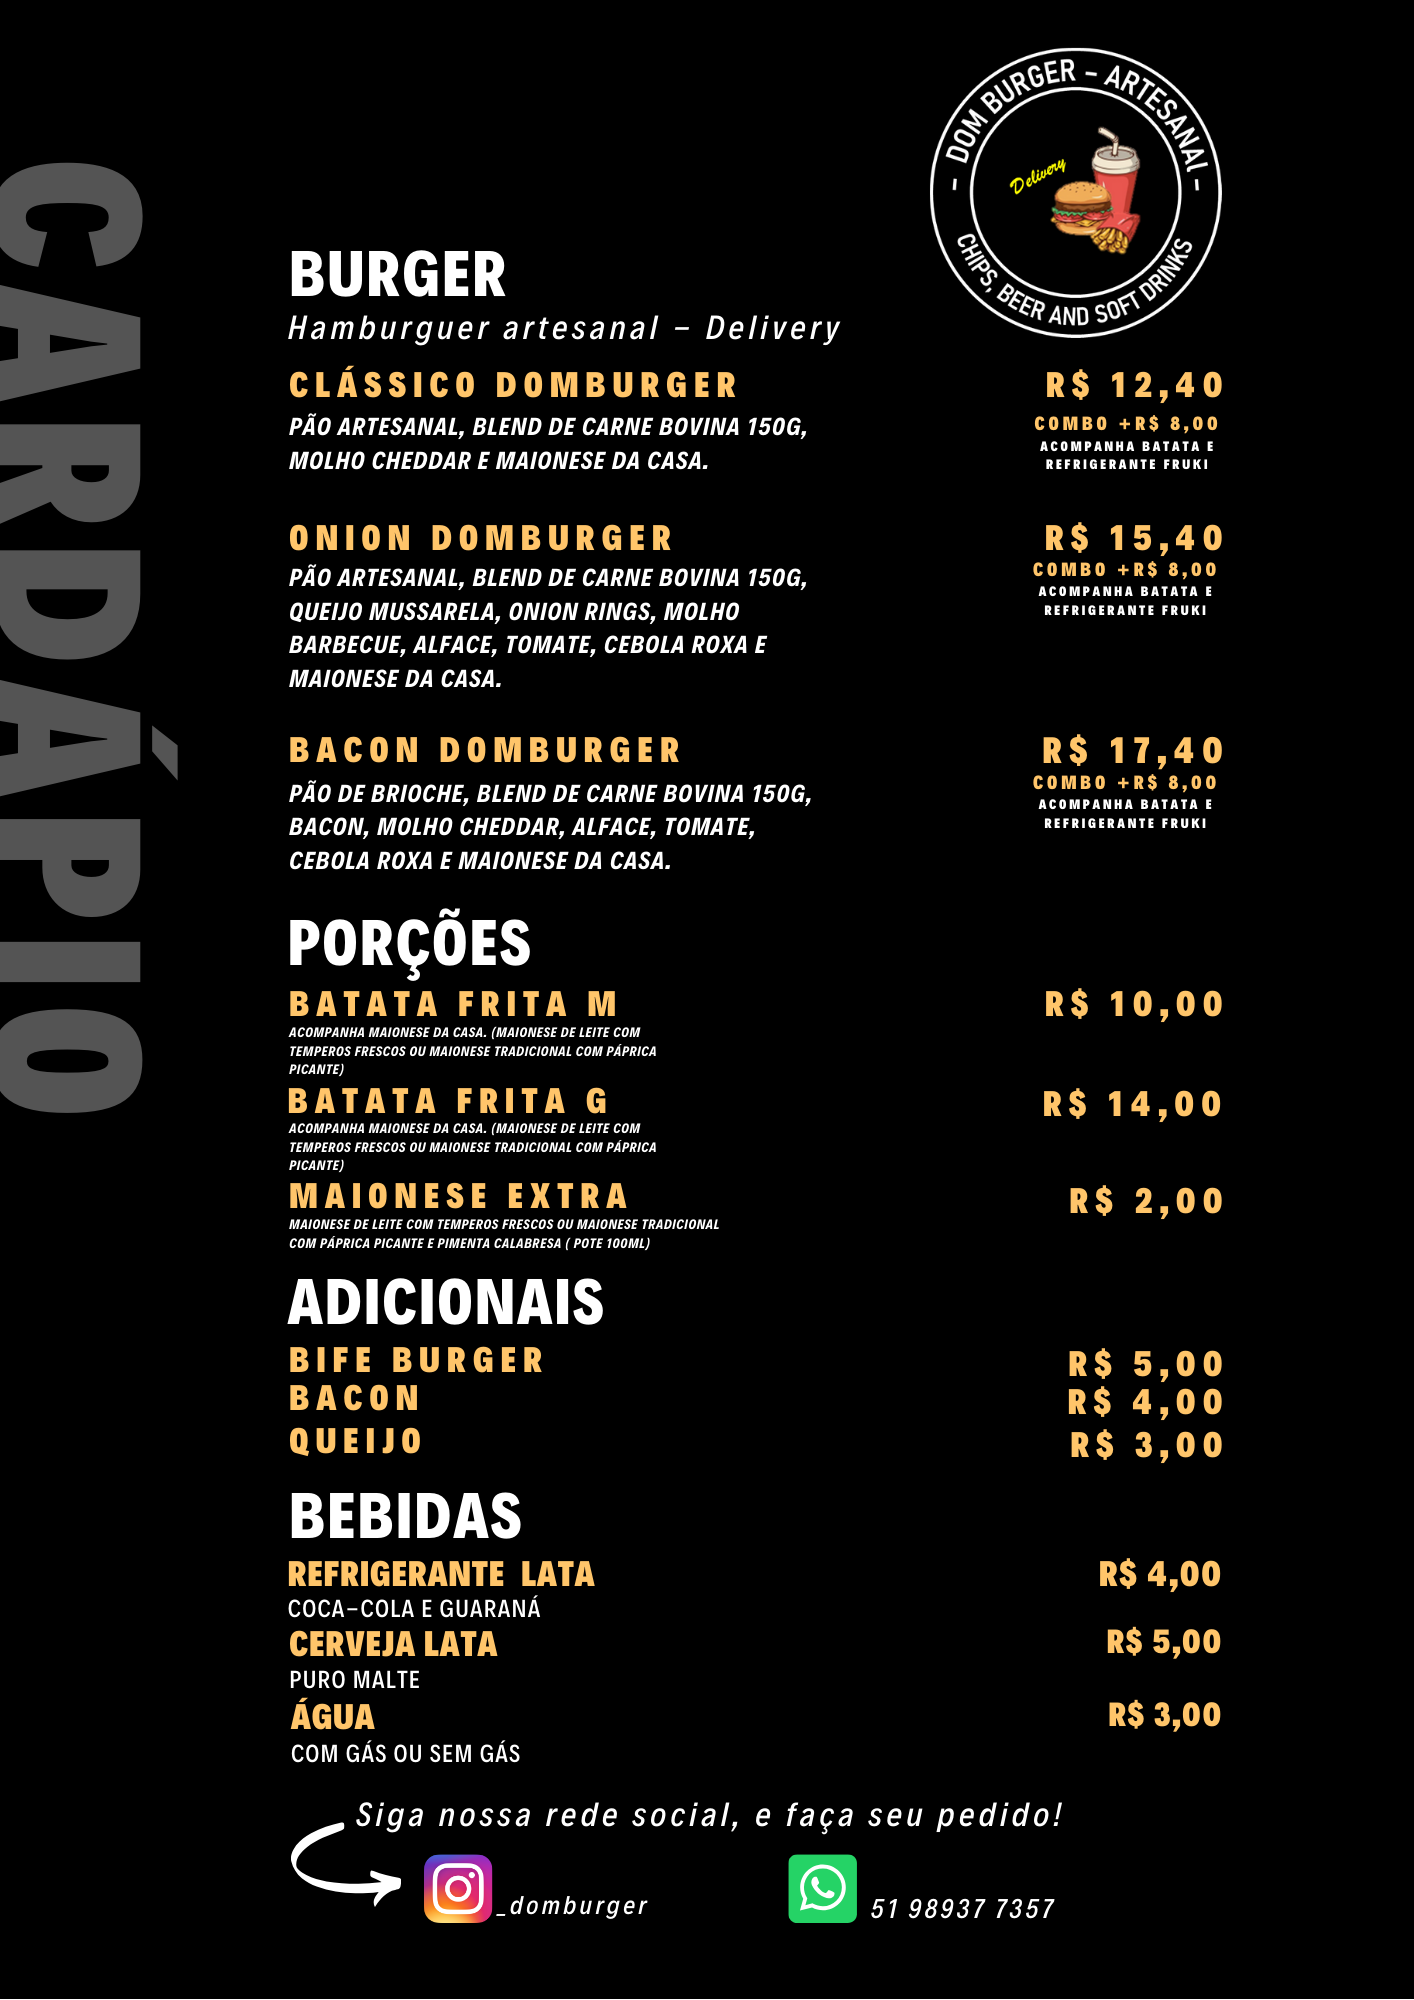 CARDÁPIO
- DOM BURGER - ARTESANAL -
Delivery
CHIPS, BEER AND SOFT DRINKS
BURGER
Hamburguer artesanal - Delivery
CLÁSSICO DOMBURGER
R$ 12,40
PÃO ARTESANAL, BLEND DE CARNE BOVINA 150G,
MOLHO CHEDDAR E MAIONESE DA CASA.
COMBO +R$ 8,00
ACOMPANHA BATATA E
REFRIGERANTE FRUKI
ONION DOMBURGER
R$ 15,40
PÃO ARTESANAL, BLEND DE CARNE BOVINA 150G,
QUEIJO MUSSARELA, ONION RINGS, MOLHO
BARBECUE, ALFACE, TOMATE, CEBOLA ROXA E
MAIONESE DA CASA.
COMBO +R$ 8,00
ACOMPANHA BATATA E
REFRIGERANTE FRUKI
BACON DOMBURGER
R$ 17,40
PÃO DE BRIOCHE, BLEND DE CARNE BOVINA 150G,
BACON, MOLHO CHEDDAR, ALFACE, TOMATE,
CEBOLA ROXA E MAIONESE DA CASA.
COMBO +R$ 8,00
ACOMPANHA BATATA E
REFRIGERANTE FRUKI
PORÇÕES
BATATA FRITA M
R$ 10,00
ACOMPANHA MAIONESE DA CASA. (MAIONESE DE LEITE COM
TEMPEROS FRESCOS OU MAIONESE TRADICIONAL COM PÁPRICA
PICANTE)
BATATA FRITA G
R$ 14,00
ACOMPANHA MAIONESE DA CASA. (MAIONESE DE LEITE COM
TEMPEROS FRESCOS OU MAIONESE TRADICIONAL COM PÁPRICA
PICANTE)
MAIONESE EXTRA
R$ 2,00
MAIONESE DE LEITE COM TEMPEROS FRESCOS OU MAIONESE TRADICIONAL
COM PÁPRICA PICANTE E PIMENTA CALABRESA ( POTE 100ML)
ADICIONAIS
BIFE BURGER
R$ 5,00
BACON
R$ 4,00
QUEIJO
R$ 3,00
BEBIDAS
REFRIGERANTE LATA
R$ 4,00
COCA-COLA E GUARANÁ
CERVEJA LATA
R$ 5,00
PURO MALTE
ÁGUA
R$ 3,00
COM GÁS OU SEM GÁS
Siga nossa rede social, e faça seu pedido!
_domburger
51 98937 7357